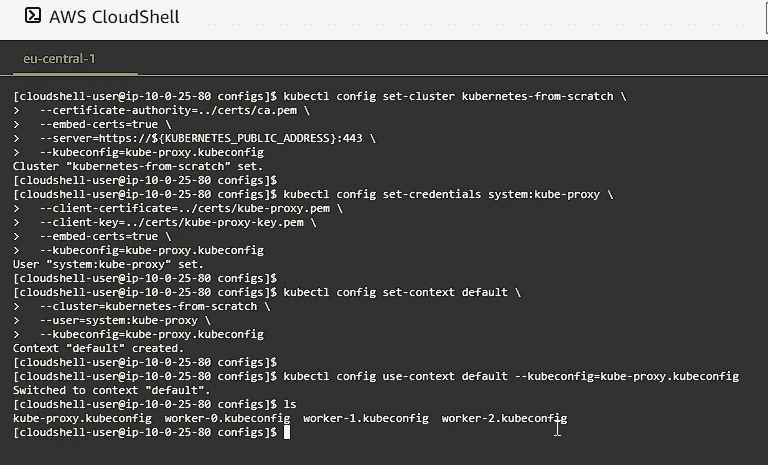 AWS CloudShell
eu-central-1
[cloudshell-user@ip-10-0-25-80 configs]$ kubectl config set-cluster kubernetes-from-scratch \
>   --certificate-authority=../certs/ca.pem \
>   --embed-certs=true \
>   --server=https://${KUBERNETES_PUBLIC_ADDRESS}:443 \
>   --kubeconfig=kube-proxy.kubeconfig
Cluster "kubernetes-from-scratch" set.
[cloudshell-user@ip-10-0-25-80 configs]$
[cloudshell-user@ip-10-0-25-80 configs]$ kubectl config set-credentials system:kube-proxy \
>   --client-certificate=../certs/kube-proxy.pem \
>   --client-key=../certs/kube-proxy-key.pem \
>   --embed-certs=true \
>   --kubeconfig=kube-proxy.kubeconfig
User "system:kube-proxy" set.
[cloudshell-user@ip-10-0-25-80 configs]$
[cloudshell-user@ip-10-0-25-80 configs]$ kubectl config set-context default \
>   --cluster=kubernetes-from-scratch \
>   --user=system:kube-proxy \
>   --kubeconfig=kube-proxy.kubeconfig
Context "default" created.
[cloudshell-user@ip-10-0-25-80 configs]$
[cloudshell-user@ip-10-0-25-80 configs]$ kubectl config use-context default --kubeconfig=kube-proxy.kubeconfig
Switched to context "default".
[cloudshell-user@ip-10-0-25-80 configs]$ ls
kube-proxy.kubeconfig  worker-0.kubeconfig  worker-1.kubeconfig  worker-2.kubeconfig
[cloudshell-user@ip-10-0-25-80 configs]$